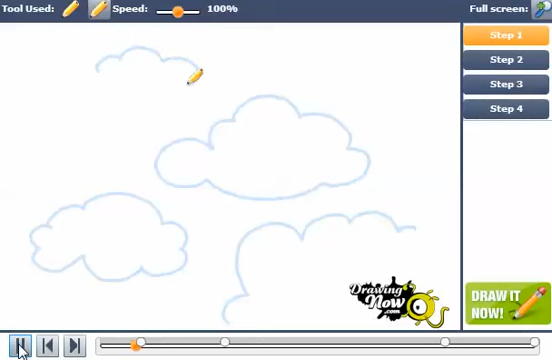 Tool Used: Speed: 100% Full screen:
Step 1
Step 2
Step 3
Step 4
Drawing
Now.com
DRAW IT
NOW!